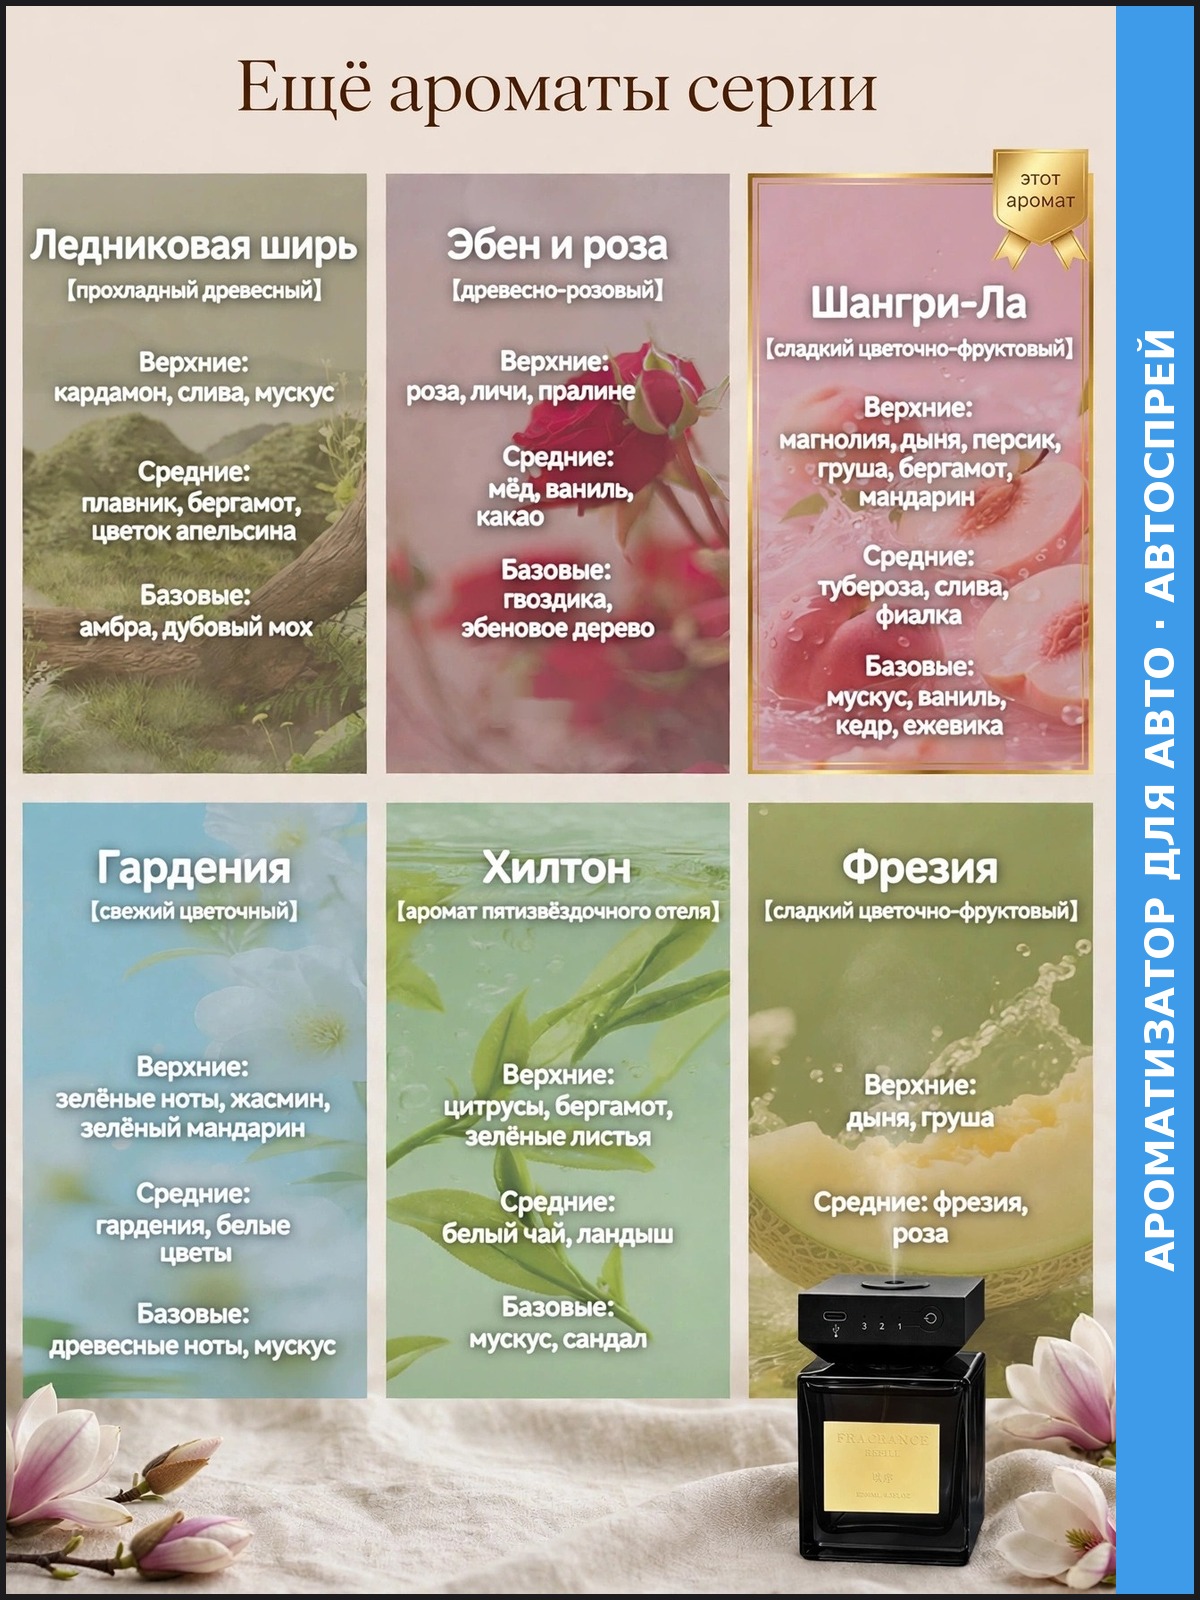 Ещё ароматы серии
Ледниковая ширь
【прохладный древесный】
Верхние:
кардамон, слива, мускус
Средние:
плавник, бергамот,
цветок апельсина
Базовые:
амбра, дубовый мох
Эбен и роза
【древесно-розовый】
Верхние:
роза, личи, пралине
Средние:
мёд, ваниль,
какао
Базовые:
гвоздика,
эбеновое дерево
этот
аромат
Шангри-Ла
【сладкий цветочно-фруктовый】
Верхние:
магнолия, дыня, персик,
груша, бергамот,
мандарин
Средние:
тубероза, слива,
фиалка
Базовые:
мускус, ваниль,
кедр, ежевика
Гардения
【свежий цветочный】
Верхние:
зелёные ноты, жасмин,
зелёный мандарин
Средние:
гардения, белые
цветы
Базовые:
древесные ноты, мускус
Хилтон
【аромат пятизвёздочного отеля】
Верхние:
цитрусы, бергамот,
зелёные листья
Средние:
белый чай, ландыш
Базовые:
мускус, сандал
Фрезия
【сладкий цветочно-фруктовый】
Верхние:
дыня, груша
Средние: фрезия,
роза
3 2 1
FRAGRANCE
REFILL
АРОМАТИЗАТОР ДЛЯ АВТО · АВТОСПРЕЙ